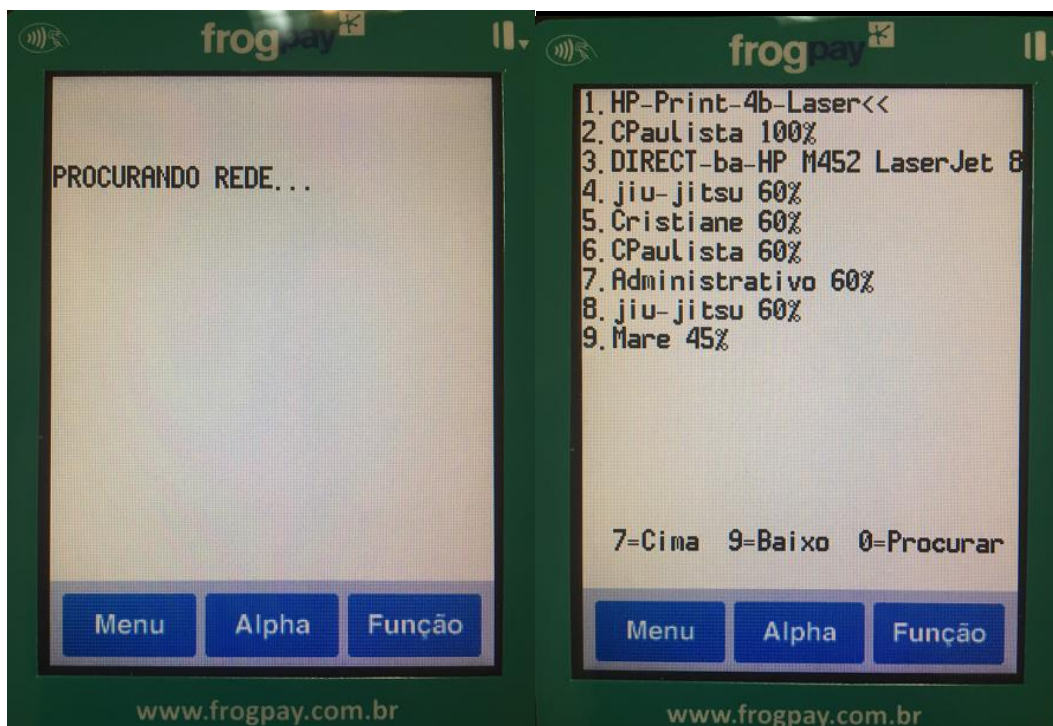 frogpay
PROCURANDO REDE...
Menu Alpha Função
www.frogpay.com.br
frogpay
1. HP-Print-4b-Laser<<
2. CPaulista 100%
3. DIRECT-ba-HP M452 LaserJet 8
4. jiu-jitsu 60%
5. Cristiane 60%
6. CPaulista 60%
7. Administrativo 60%
8. jiu-jitsu 60%
9. Mare 45%
7=Cima 9=Baixo 0=Procurar
Menu Alpha Função
www.frogpay.com.br